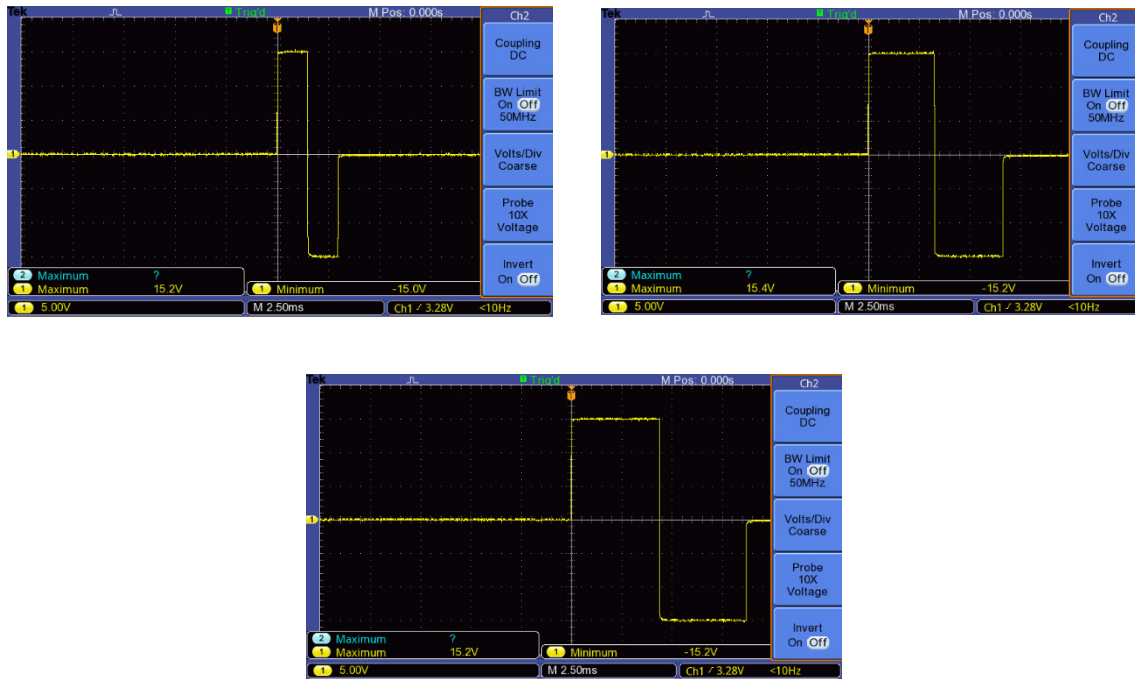 Tek
T Trig'd
M Pos: 0.000s
Ch2
T
Coupling
DC
BW Limit
On Off
50MHz
1
Volts/Div
Coarse
Probe
10X
Voltage
Invert
On Off
2 Maximum ?
1 Maximum 15.2V
1 Minimum -15.0V
1 5.00V
M 2.50ms
Ch1 / 3.28V <10Hz
Tek
T Trig'd
M Pos: 0.000s
Ch2
T
Coupling
DC
BW Limit
On Off
50MHz
1
Volts/Div
Coarse
Probe
10X
Voltage
Invert
On Off
2 Maximum ?
1 Maximum 15.4V
1 Minimum -15.2V
1 5.00V
M 2.50ms
Ch1 / 3.28V <10Hz
Tek
T Trig'd
M Pos: 0.000s
Ch2
T
Coupling
DC
BW Limit
On Off
50MHz
1
Volts/Div
Coarse
Probe
10X
Voltage
Invert
On Off
2 Maximum ?
1 Maximum 15.2V
1 Minimum -15.2V
1 5.00V
M 2.50ms
Ch1 / 3.28V <10Hz